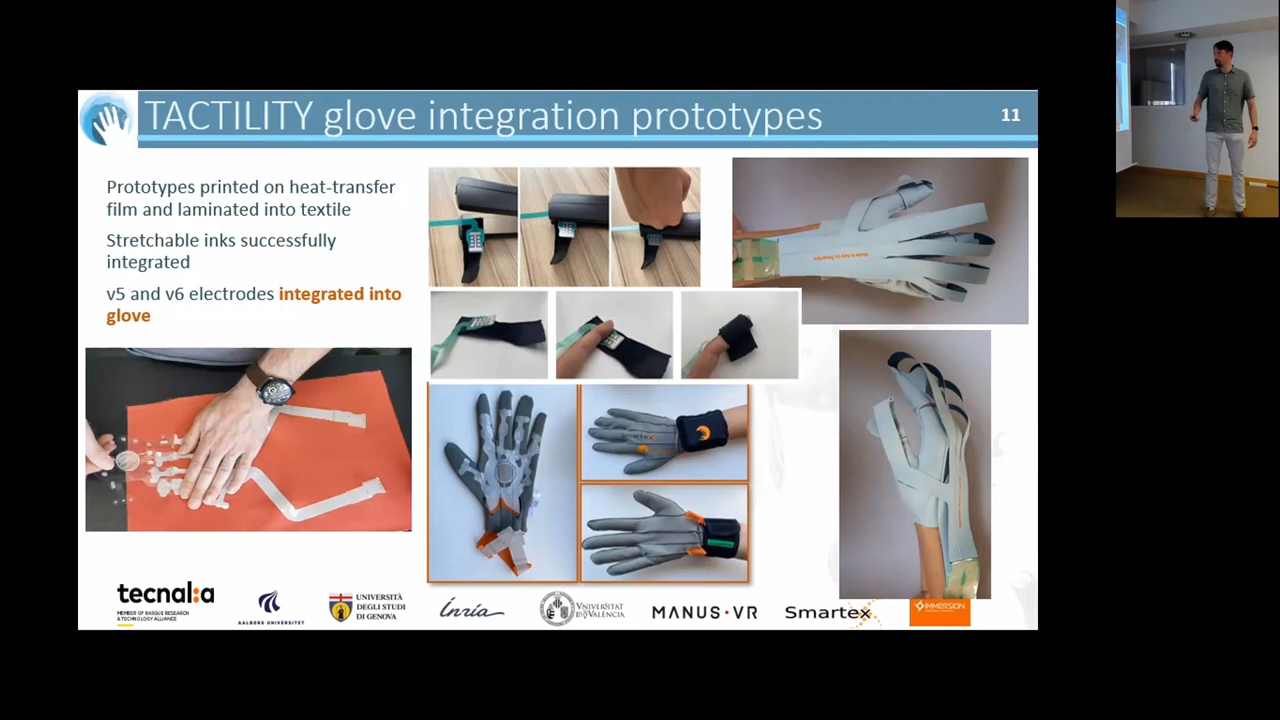 TACTILITY glove integration prototypes
11
Prototypes printed on heat-transfer
film and laminated into textile
Stretchable inks successfully
integrated
v5 and v6 electrodes integrated into
glove
Smartex
tecnal:a
MEMBER OF BASQUE RESEARCH
& TECHNOLOGY ALLIANCE
AALBORG UNIVERSITET
UNIVERSITÀ
DEGLI STUDI
DI GENOVA
Inria
VNIVERSITAT
DE VALÈNCIA
MANUS·VR
Smartex
IMMERSION